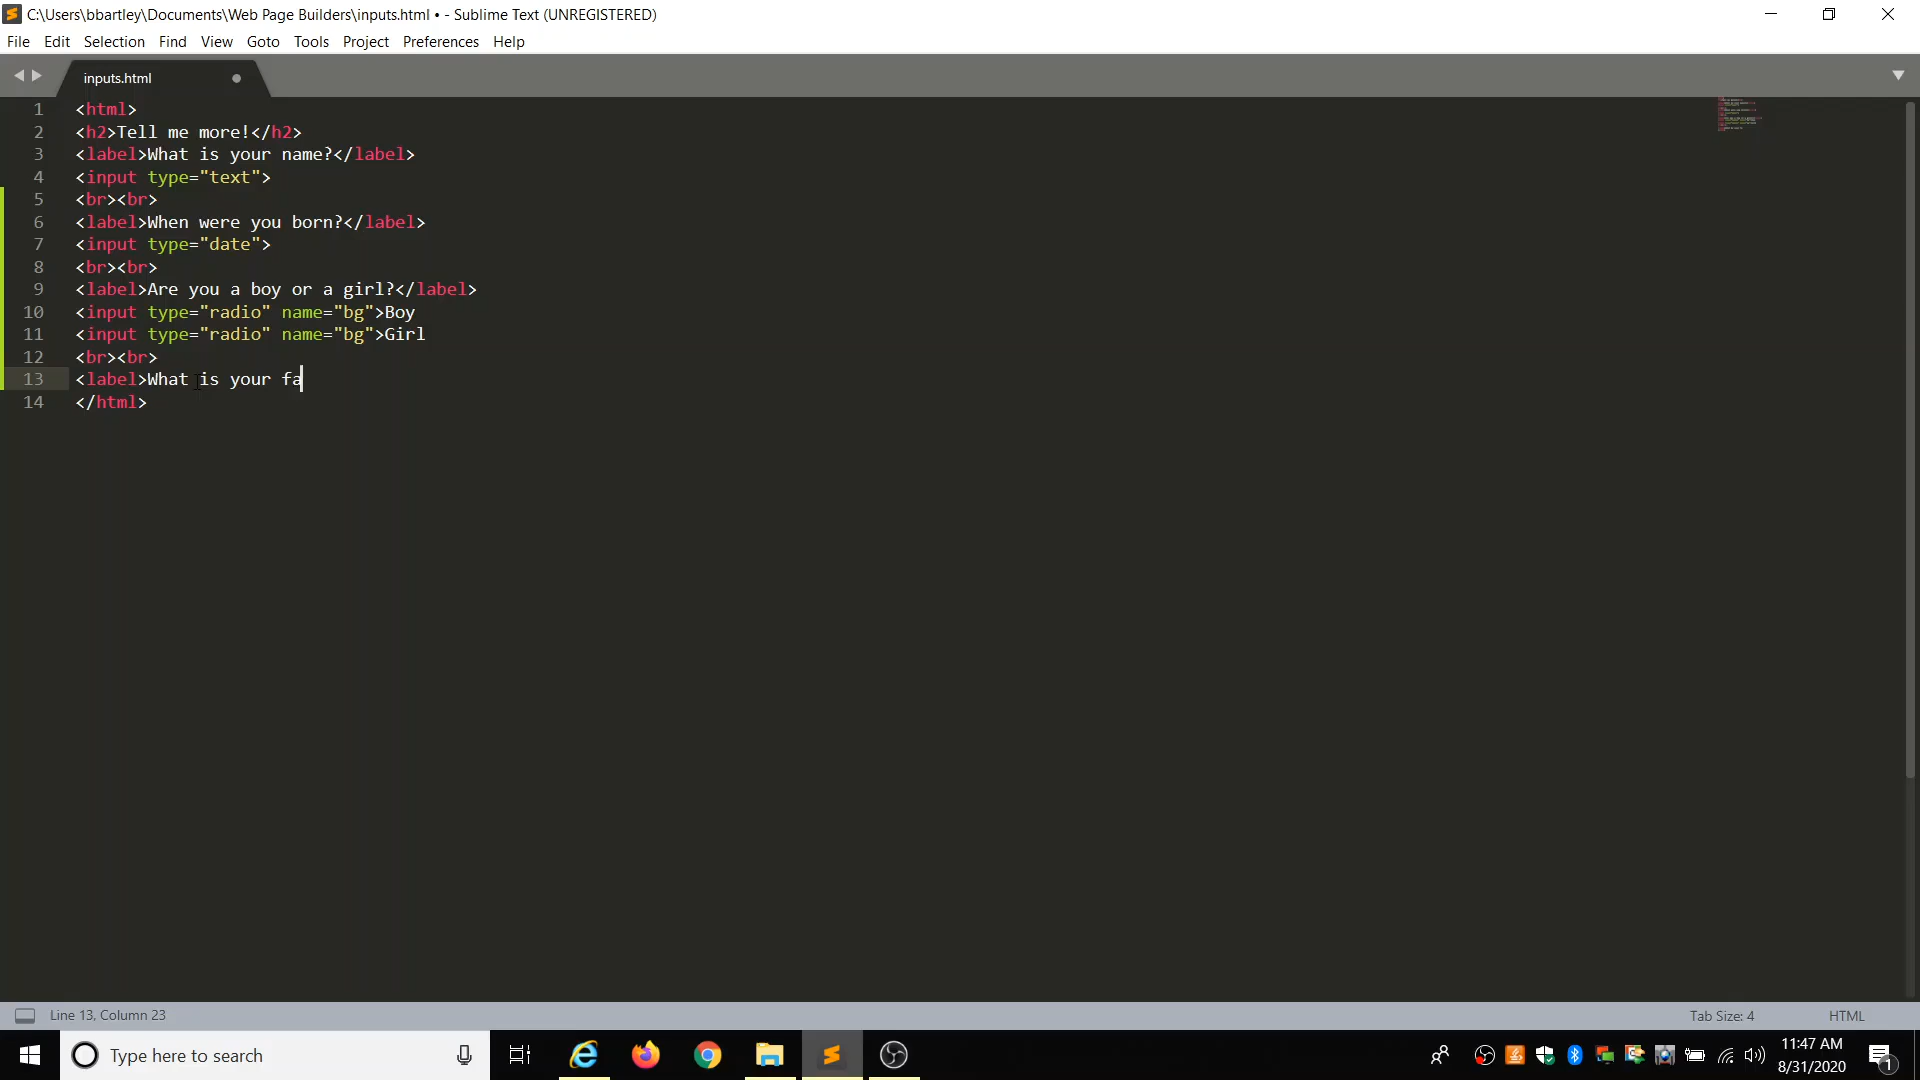 C:\Users\bbartley\Documents\Web Page Builders\inputs.html • - Sublime Text (UNREGISTERED)
File Edit Selection Find View Goto Tools Project Preferences Help
inputs.html
1 <html>
2 <h2>Tell me more!</h2>
3 <label>What is your name?</label>
4 <input type="text">
5 <br><br>
6 <label>When were you born?</label>
7 <input type="date">
8 <br><br>
9 <label>Are you a boy or a girl?</label>
10 <input type="radio" name="bg">Boy
11 <input type="radio" name="bg">Girl
12 <br><br>
13 <label>What is your fa
14 </html>
Line 13, Column 23 Tab Size: 4 HTML
Type here to search 11:47 AM
8/31/2020 1